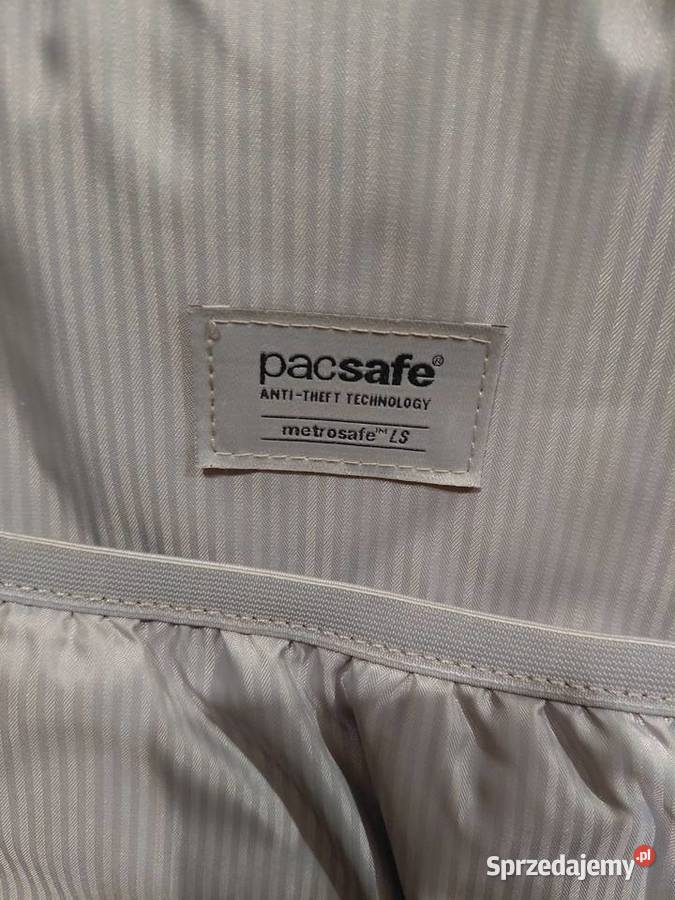 pacsafe®
ANTI-THEFT TECHNOLOGY
metrosafe™ LS
Sprzedajemy.pl